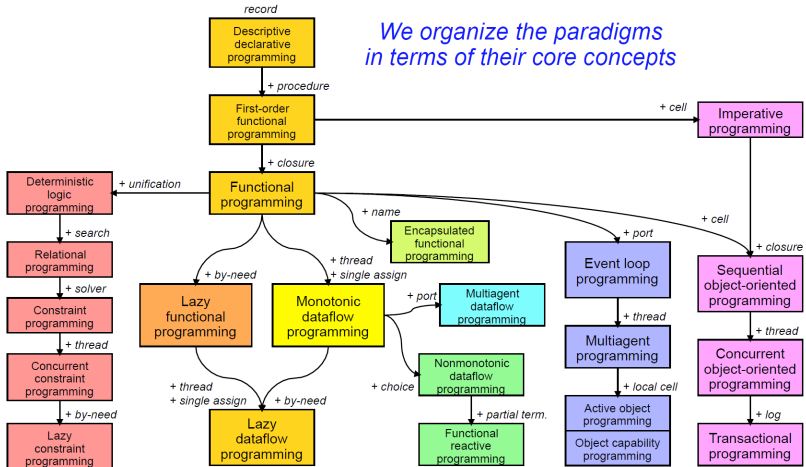 record
We organize the paradigms
in terms of their core concepts
Descriptive
declarative
programming
+ procedure
First-order
functional
programming
+ cell
Imperative
programming
+ closure
Deterministic
logic
programming
+ unification
Functional
programming
+ name
+ cell
+ search
Encapsulated
functional programming
+ port
+ closure
Relational
programming
+ by-need
+ thread
+ single assign
Event loop
programming
Sequential
object-oriented
programming
+ solver
Lazy
functional
programming
Monotonic
dataflow
programming
+ port
Multiagent
dataflow
programming
+ thread
+ thread
Constraint
programming
+ thread
Multiagent
programming
Concurrent
object-oriented
programming
Concurrent
constraint
programming
+ thread
+ single assign
+ by-need
+ choice
Nonmonotonic
dataflow
programming
+ local cell
+ log
+ by-need
+ partial term.
Active object
programming
Object capability
programming
Transactional
programming
Lazy
constraint
programming
Lazy
dataflow
programming
Functional
reactive
programming